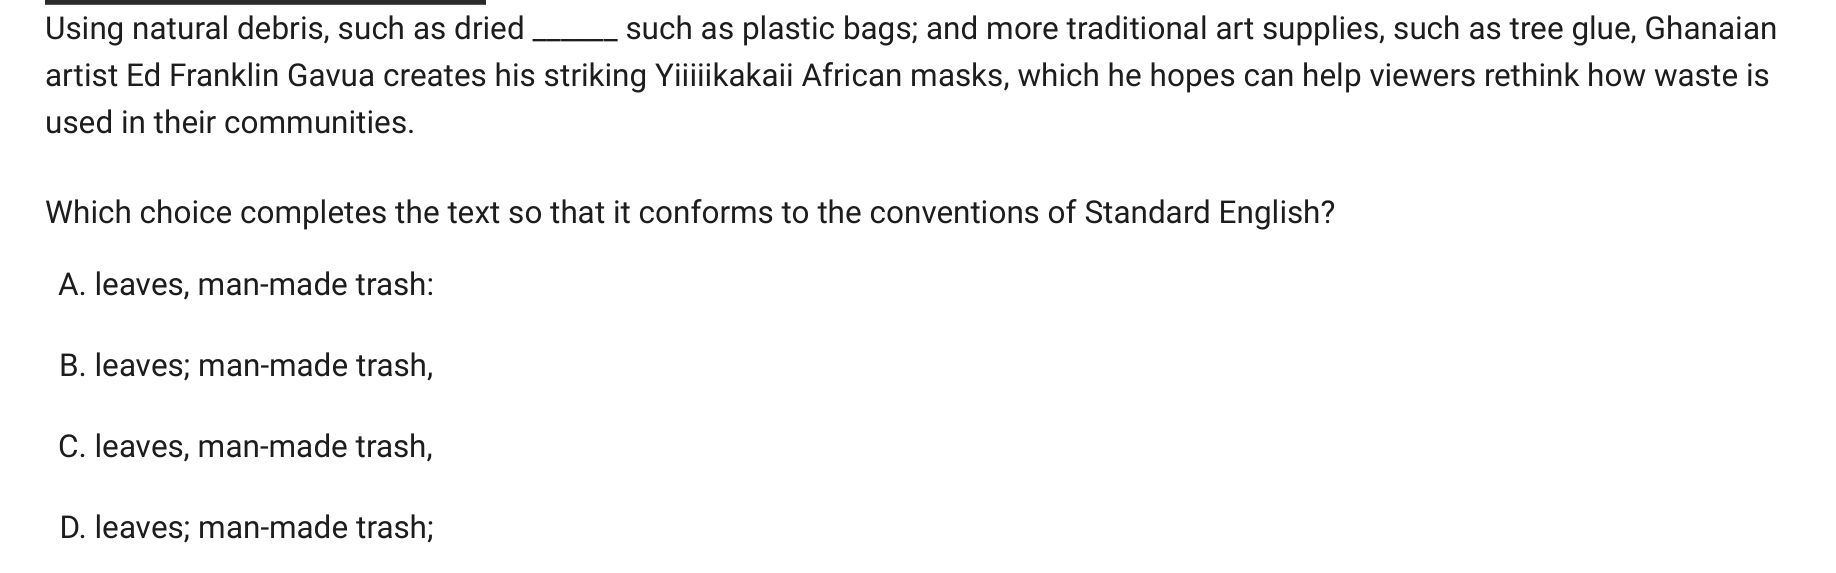 Using natural debris, such as dried ______ such as plastic bags; and more traditional art supplies, such as tree glue, Ghanaian
artist Ed Franklin Gavua creates his striking Yiiiiikakaii African masks, which he hopes can help viewers rethink how waste is
used in their communities.
Which choice completes the text so that it conforms to the conventions of Standard English?
A. leaves, man-made trash:
B. leaves; man-made trash,
C. leaves, man-made trash,
D. leaves; man-made trash;